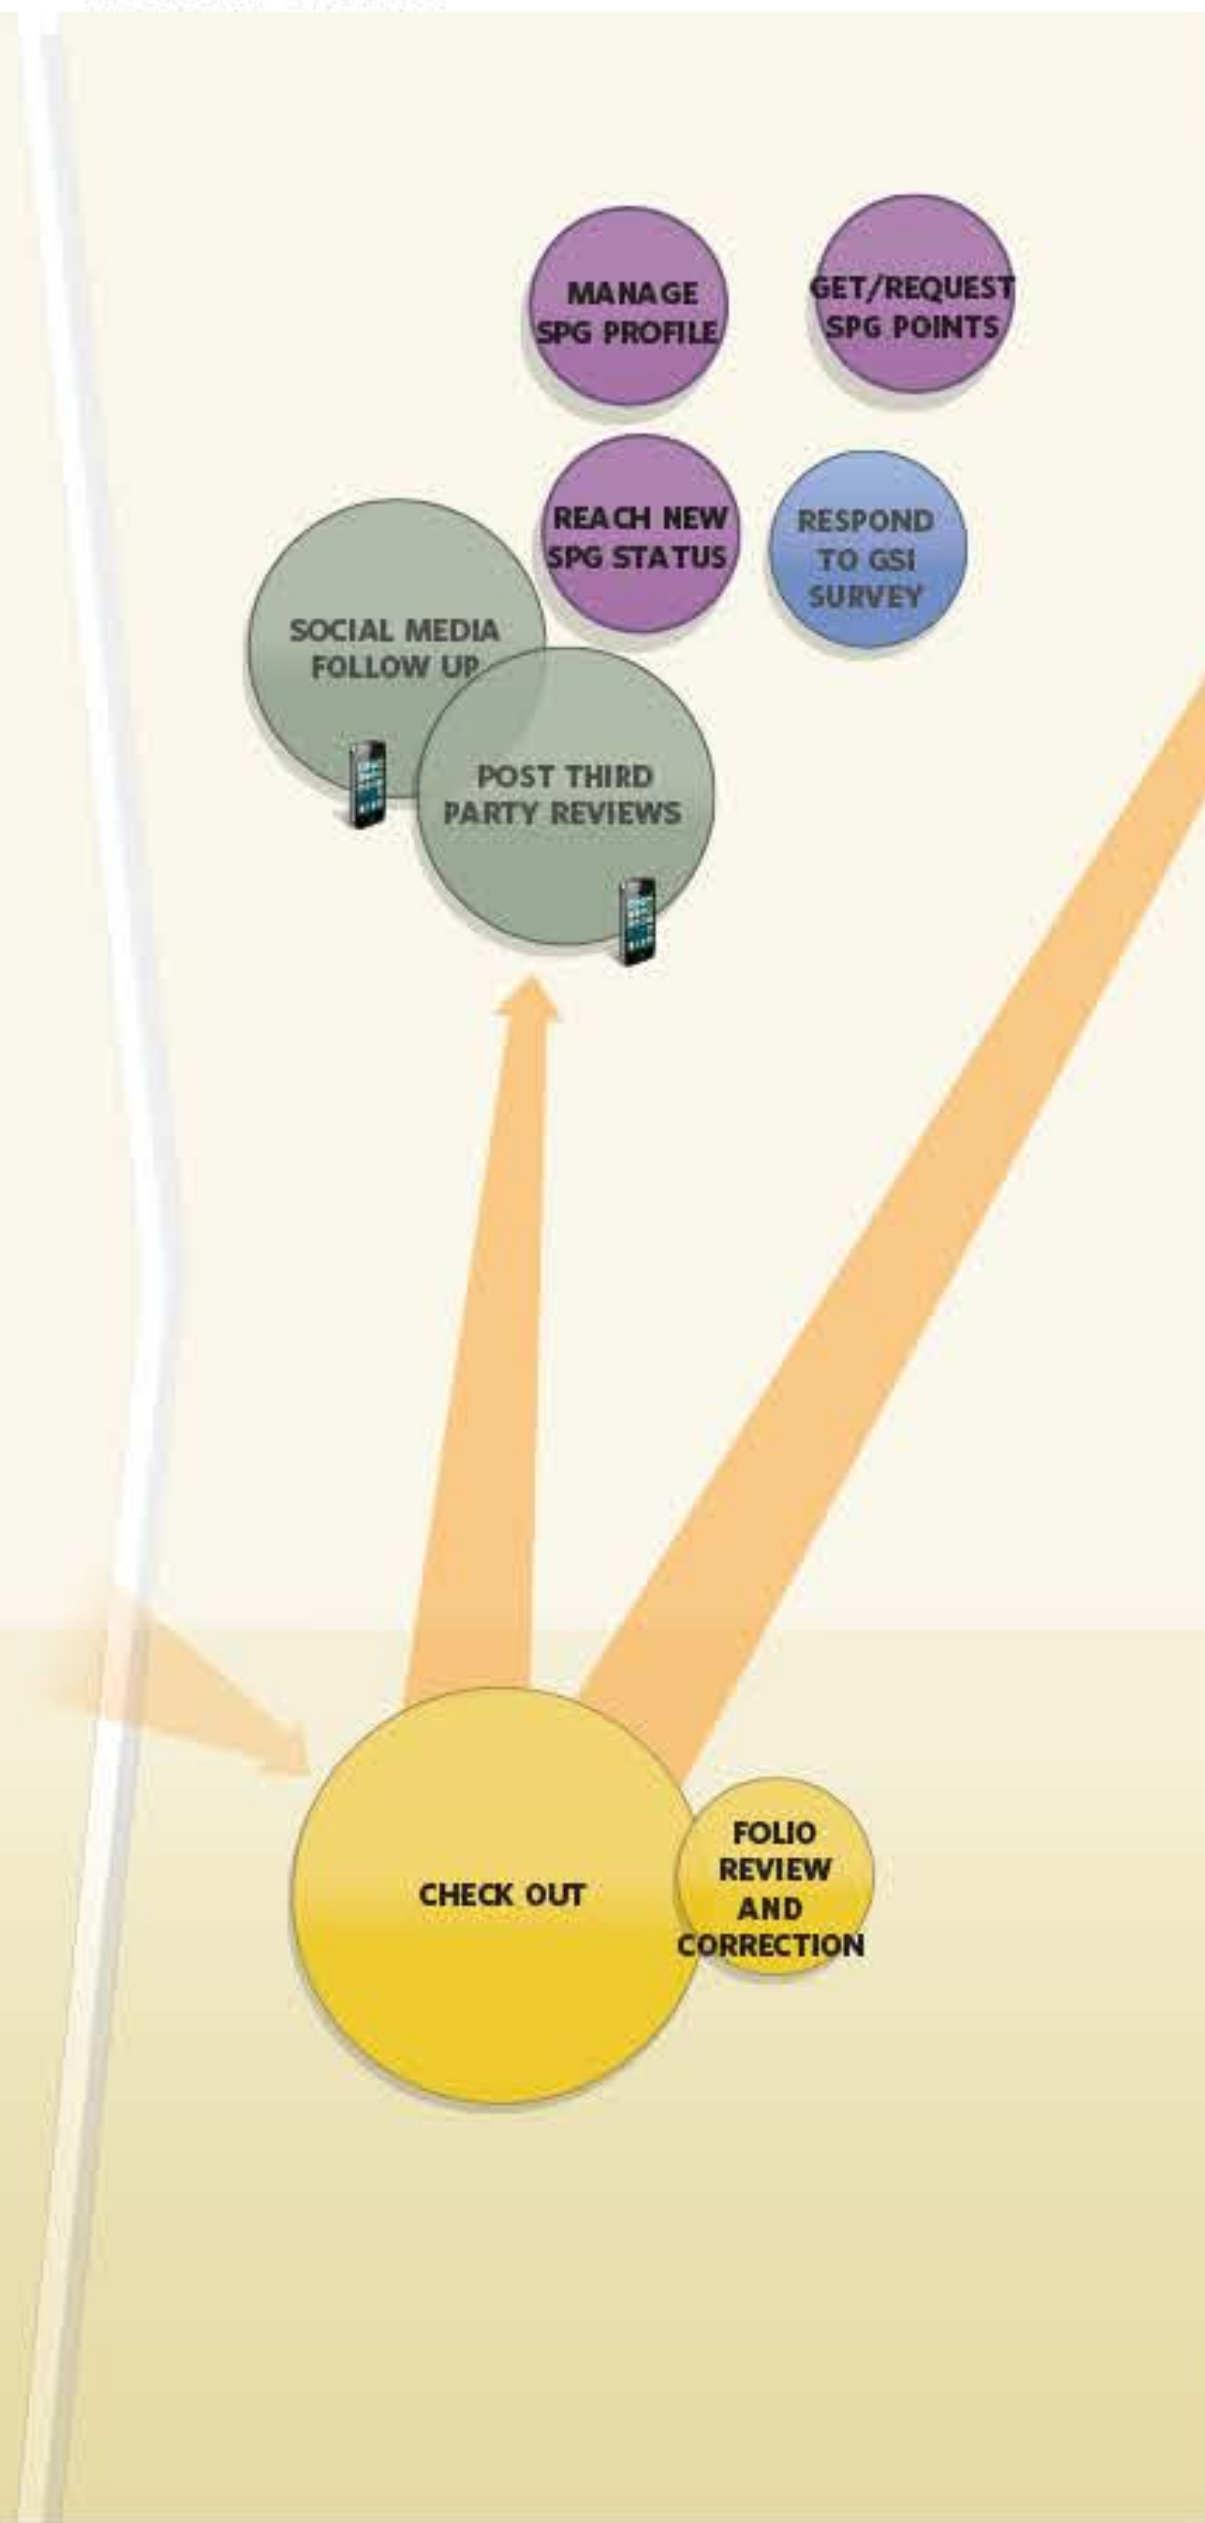 MANAGE
SPG PROFILE
GET/REQUEST
SPG POINTS
REACH NEW
SPG STATUS
RESPOND
TO GSI
SURVEY
SOCIAL MEDIA
FOLLOW UP
POST THIRD
PARTY REVIEWS
CHECK OUT
FOLIO
REVIEW
AND
CORRECTION